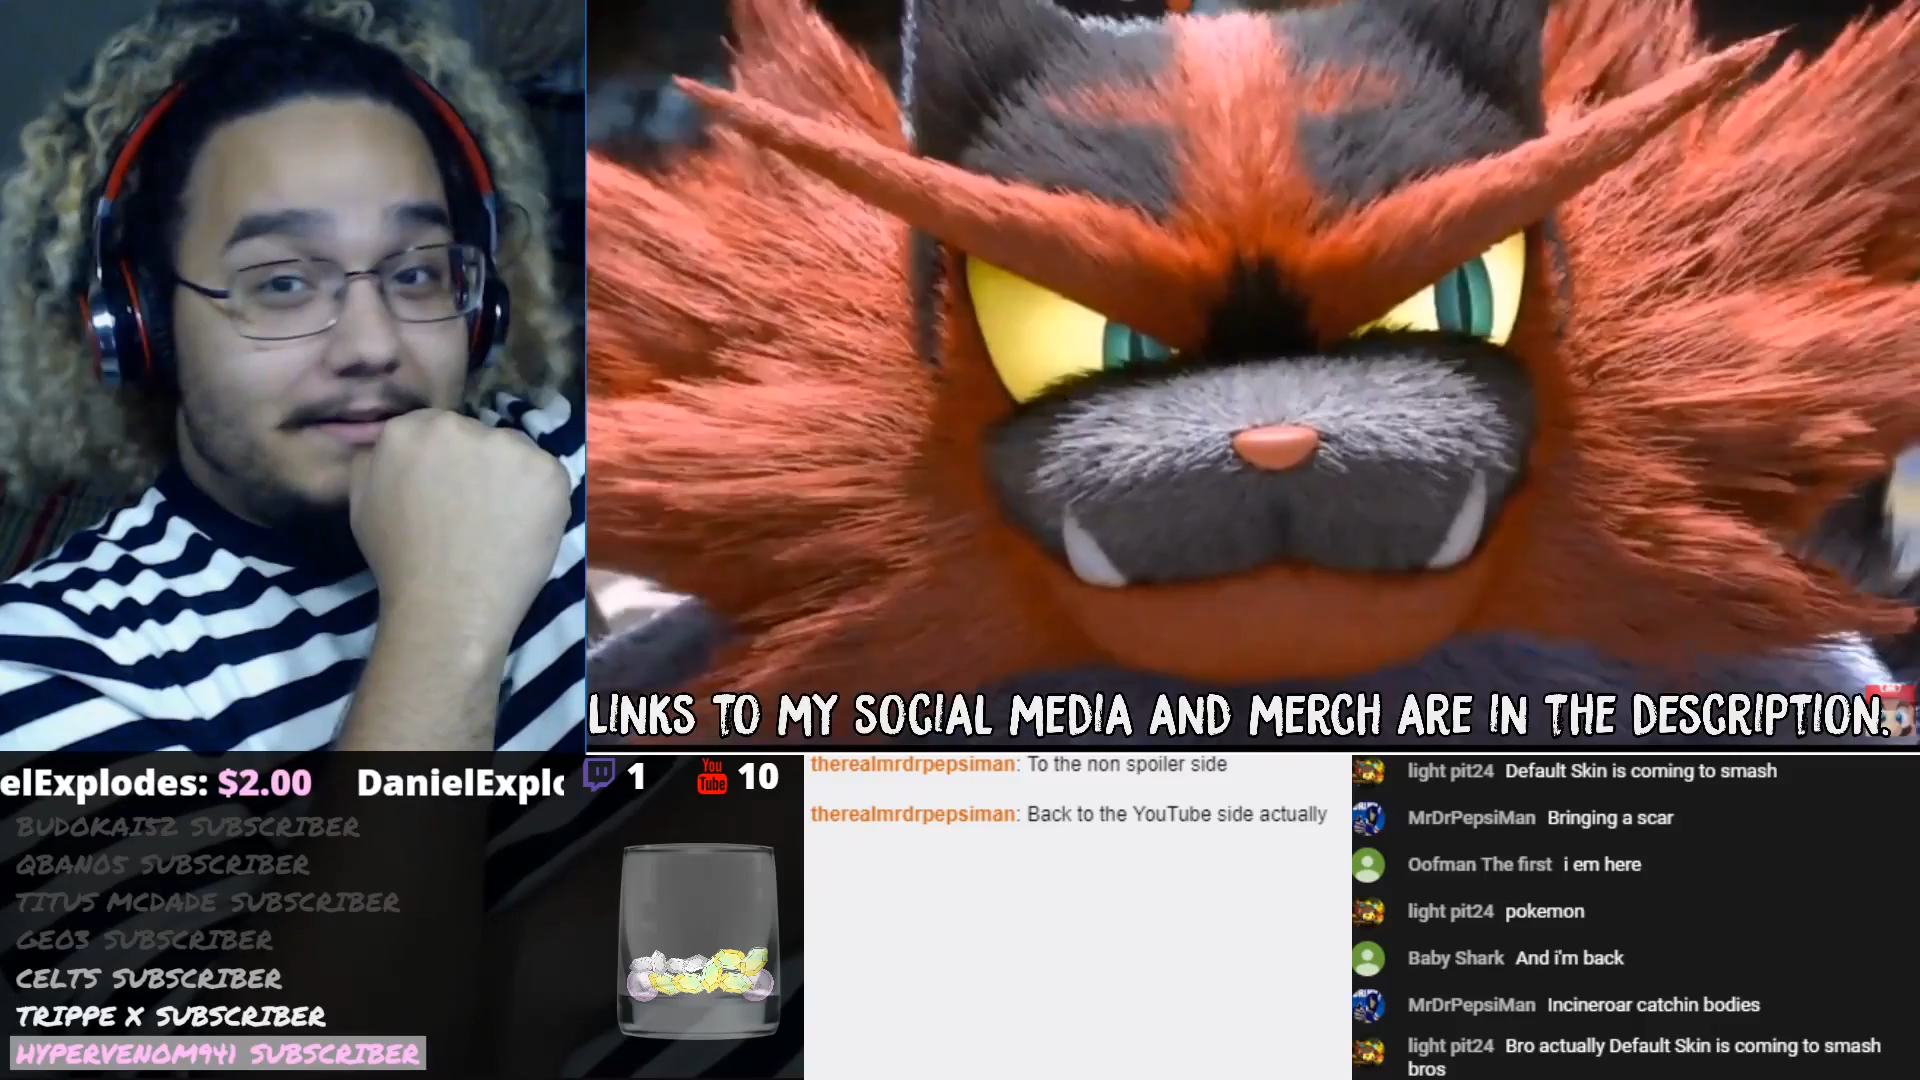 LINKS TO MY SOCIAL MEDIA AND MERCH ARE IN THE DESCRIPTION.
elExplodes: $2.00 DanielExplo
BUDOKAI52 SUBSCRIBER
QBAN05 SUBSCRIBER
TITUS MCDADE SUBSCRIBER
GEO3 SUBSCRIBER
CELTS SUBSCRIBER
TRIPPE X SUBSCRIBER
HYPERVENOM941 SUBSCRIBER
1
You
Tube
10
therealmrdrpepsiman: To the non spoiler side
therealmrdrpepsiman: Back to the YouTube side actually
light pit24 Default Skin is coming to smash
MrDrPepsiMan Bringing a scar
Oofman The first i em here
light pit24 pokemon
Baby Shark And i'm back
MrDrPepsiMan Incineroar catchin bodies
light pit24 Bro actually Default Skin is coming to smash
bros